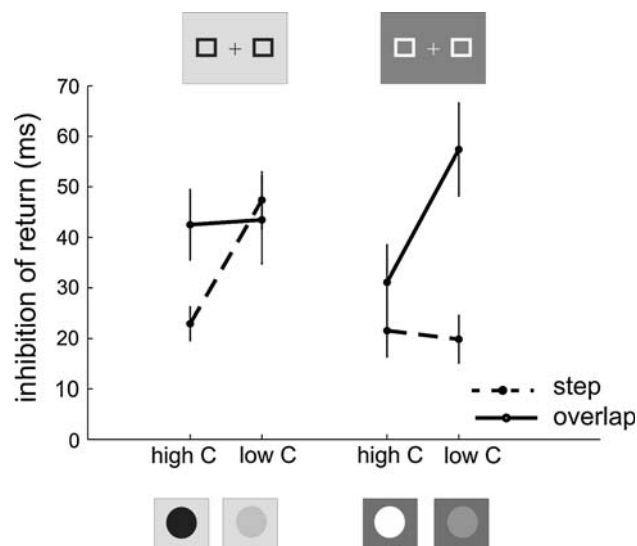 + +
70
60
50
40
30
20
10
0
inhibition of return (ms)
high C low C high C low C
step
overlap